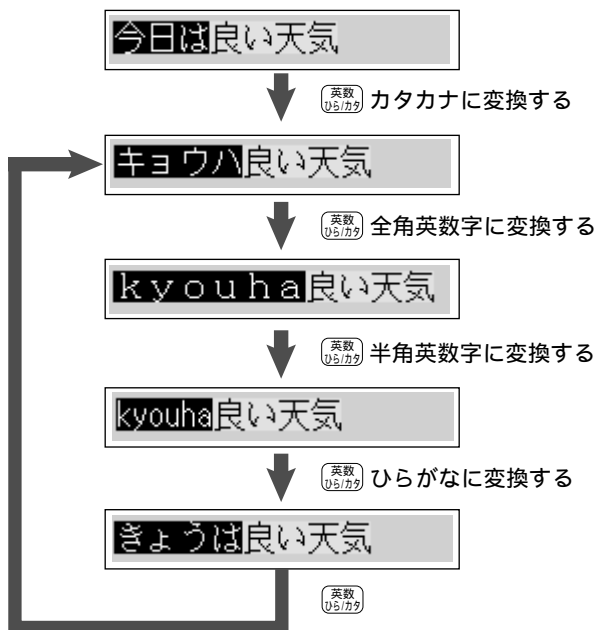 今日は良い天気
英数
ひら/カタ
カタカナに変換する
キョウハ良い天気
英数
ひら/カタ
全角英数字に変換する
ｋｙｏｕｈａ良い天気
英数
ひら/カタ
半角英数字に変換する
kyouha良い天気
英数
ひら/カタ
ひらがなに変換する
きょうは良い天気
英数
ひら/カタ